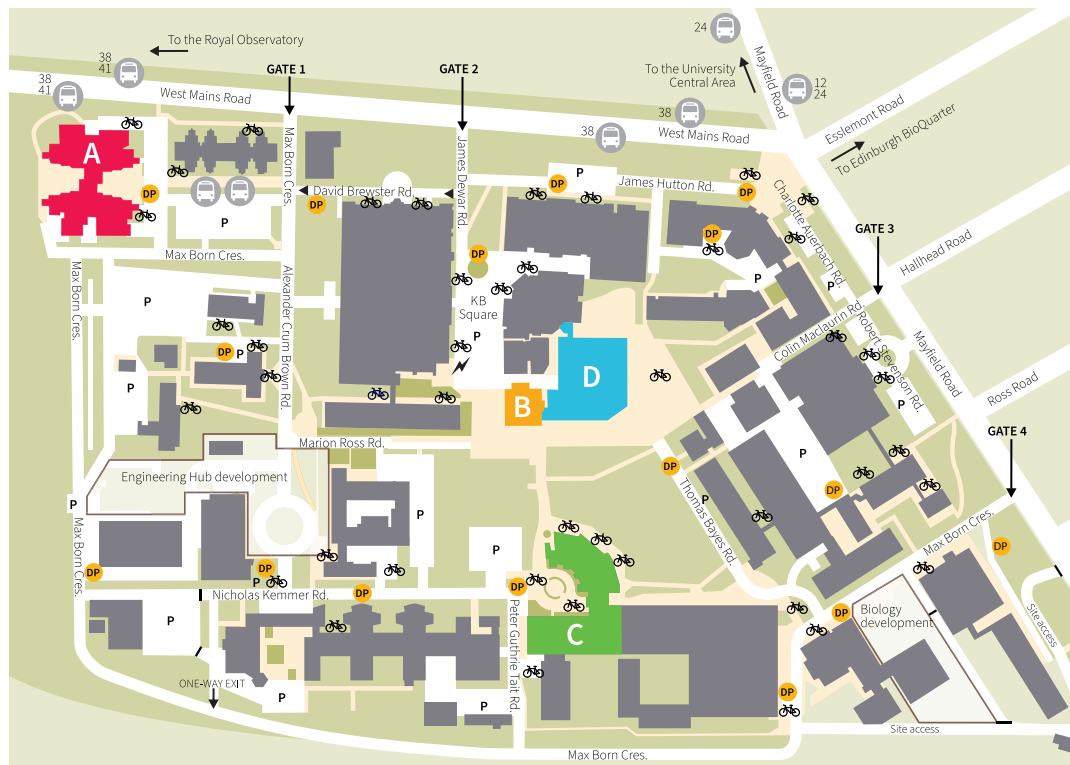 24
To the Royal Observatory
38
41
GATE 1
GATE 2
To the University
Central Area
Mayfield Road
12
24
38
41
West Mains Road
38
38
West Mains Road
Esslemont Road
To Edinburgh BioQuarter
A
Max Born Cres.
James Dewar Rd.
P
DP
DP
David Brewster Rd.
DP
James Hutton Rd.
DP
P
DP
Charlotte Auerbach Rd.
GATE 3
Hallhead Road
Max Born Cres.
Max Born Cres.
DP
DP
P
P
P
Alexander Crum Brown Rd.
KB
Square
P
Colin Maclaurin Rd.
Robert Stevenson Rd.
Mayfield Road
DP
P
P
D
B
Ross Road
P
GATE 4
Marion Ross Rd.
Engineering Hub development
P
DP
P
DP
P
Thomas Bayes Rd.
P
P
Max Born Cres.
Max Born Cres.
P
DP
DP
DP
P
Nicholas Kemmer Rd.
DP
DP
P
Peter Guthrie Tait Rd.
C
DP
Biology
development
Site access
ONE-WAY EXIT
P
P
DP
Site access
Max Born Cres.